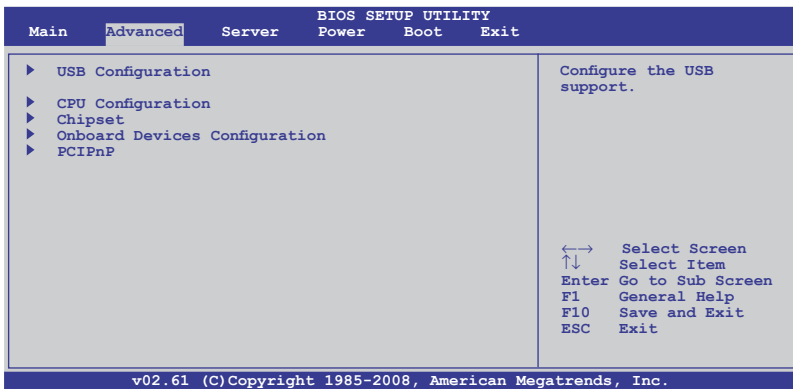 BIOS SETUP UTILITY
Main Advanced Server Power Boot Exit
USB Configuration
CPU Configuration
Chipset
Onboard Devices Configuration
PCIPnP
Configure the USB
support.
←→ Select Screen
↑↓ Select Item
Enter Go to Sub Screen
F1 General Help
F10 Save and Exit
ESC Exit
v02.61 (C)Copyright 1985-2008, American Megatrends, Inc.